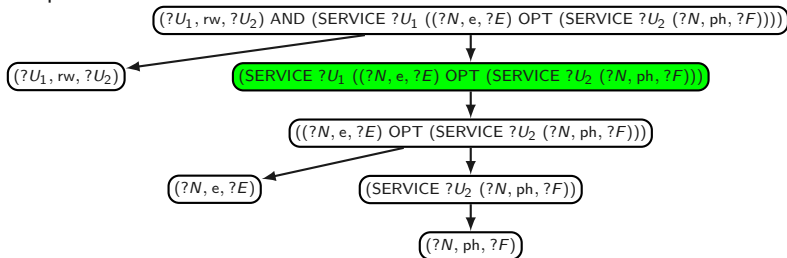 (?U₁, rw, ?U₂) AND (SERVICE ?U₁ ((?N, e, ?E) OPT (SERVICE ?U₂ (?N, ph, ?F))))
(?U₁, rw, ?U₂)
(SERVICE ?U₁ ((?N, e, ?E) OPT (SERVICE ?U₂ (?N, ph, ?F)))
((?N, e, ?E) OPT (SERVICE ?U₂ (?N, ph, ?F)))
(?N, e, ?E)
(SERVICE ?U₂ (?N, ph, ?F))
(?N, ph, ?F)